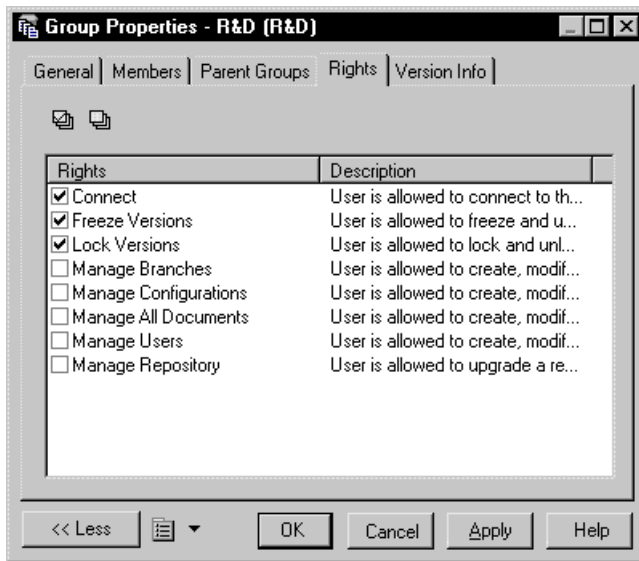 Group Properties - R&D (R&D)
General Members Parent Groups Rights Version Info
Rights Description
Connect User is allowed to connect to th...
Freeze Versions User is allowed to freeze and u...
Lock Versions User is allowed to lock and unl...
Manage Branches User is allowed to create, modif...
Manage Configurations User is allowed to create, modif...
Manage All Documents User is allowed to create, modif...
Manage Users User is allowed to create, modif...
Manage Repository User is allowed to upgrade a re...
<< Less OK Cancel Apply Help